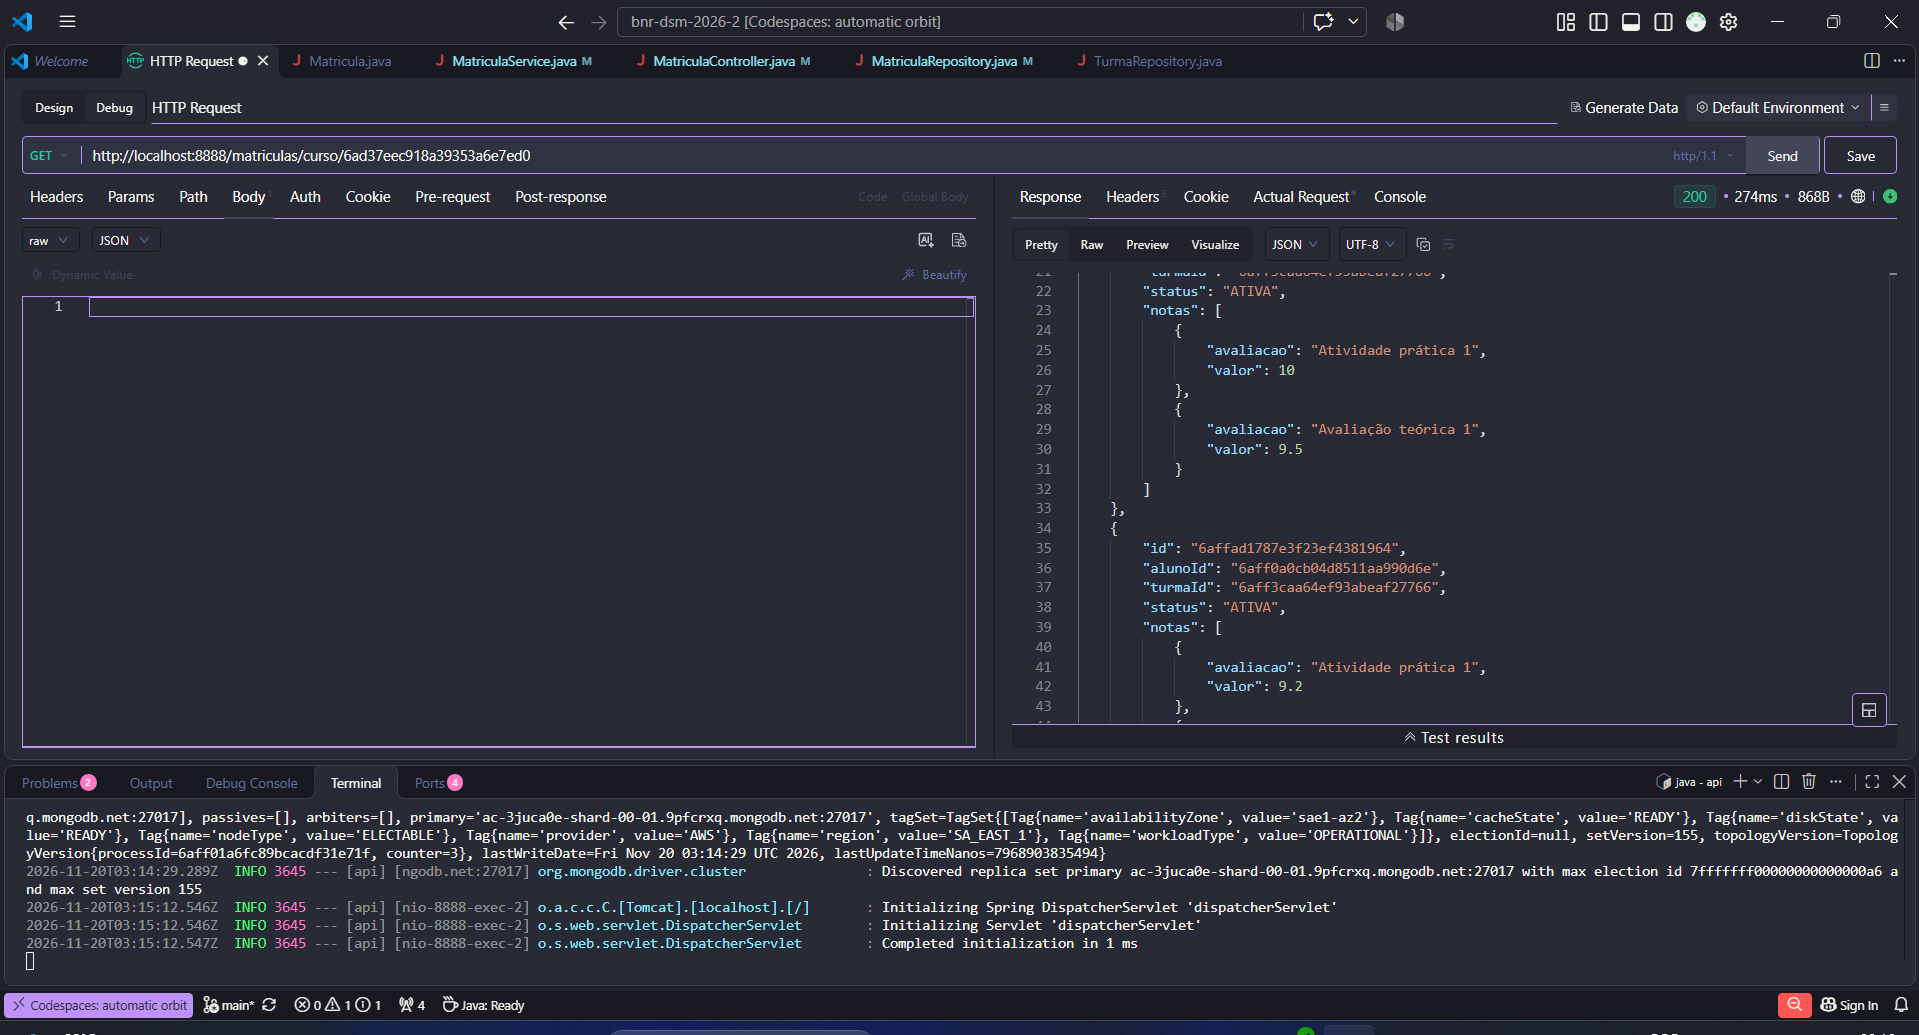 bnr-dsm-2026-2 [Codespaces: automatic orbit]
Welcome
HTTP Request
Matricula.java
MatriculaService.java M
MatriculaController.java M
MatriculaRepository.java M
TurmaRepository.java
Design
Debug
HTTP Request
Generate Data
Default Environment
GET
http://localhost:8888/matriculas/curso/6ad37eec918a39353a6e7ed0
http/1.1
Send
Save
Headers
Params
Path
Body 1
Auth
Cookie
Pre-request
Post-response
Code
Global Body
raw
JSON
Dynamic Value
Beautify
1
Response
Headers 5
Cookie
Actual Request
Console
200 • 274ms • 868B
Pretty
Raw
Preview
Visualize
JSON
UTF-8
21 "turmaId": "6aff3caa64ef93abeaf27766",
22 "status": "ATIVA",
23 "notas": [
24 {
25 "avaliacao": "Atividade prática 1",
26 "valor": 10
27 },
28 {
29 "avaliacao": "Avaliação teórica 1",
30 "valor": 9.5
31 }
32 ]
33 },
34 {
35 "id": "6affad1787e3f23ef4381964",
36 "alunoId": "6aff0a0cb04d8511aa990d6e",
37 "turmaId": "6aff3caa64ef93abeaf27766",
38 "status": "ATIVA",
39 "notas": [
40 {
41 "avaliacao": "Atividade prática 1",
42 "valor": 9.2
43 },
Test results
Problems 2
Output
Debug Console
Terminal
Ports 4
java - api
q.mongodb.net:27017], passives=[], arbiters=[], primary='ac-3juca0e-shard-00-01.9pfcrxq.mongodb.net:27017', tagSet=TagSet{[Tag{name='availabilityZone', value='sae1-az2'}, Tag{name='cacheState', value='READY'}, Tag{name='diskState', va
lue='READY'}, Tag{name='nodeType', value='ELECTABLE'}, Tag{name='provider', value='AWS'}, Tag{name='region', value='SA_EAST_1'}, Tag{name='workloadType', value='OPERATIONAL'}]}, electionId=null, setVersion=155, topologyVersion=Topolo
gyVersion{processId=6aff01a6fc89bcacdf31e71f, counter=3}, lastWriteDate=Fri Nov 20 03:14:29 UTC 2026, lastUpdateTimeNanos=7968903835494}
2026-11-20T03:14:29.289Z INFO 3645 --- [api] [ngodb.net:27017] org.mongodb.driver.cluster : Discovered replica set primary ac-3juca0e-shard-00-01.9pfcrxq.mongodb.net:27017 with max election id 7fffffff00000000000000a6 a
nd max set version 155
2026-11-20T03:15:12.546Z INFO 3645 --- [api] [nio-8888-exec-2] o.a.c.c.C.[Tomcat].[localhost].[/] : Initializing Spring DispatcherServlet 'dispatcherServlet'
2026-11-20T03:15:12.546Z INFO 3645 --- [api] [nio-8888-exec-2] o.s.web.servlet.DispatcherServlet : Initializing Servlet 'dispatcherServlet'
2026-11-20T03:15:12.547Z INFO 3645 --- [api] [nio-8888-exec-2] o.s.web.servlet.DispatcherServlet : Completed initialization in 1 ms
Codespaces: automatic orbit
main*
0 1 1
4
Java: Ready
Sign In